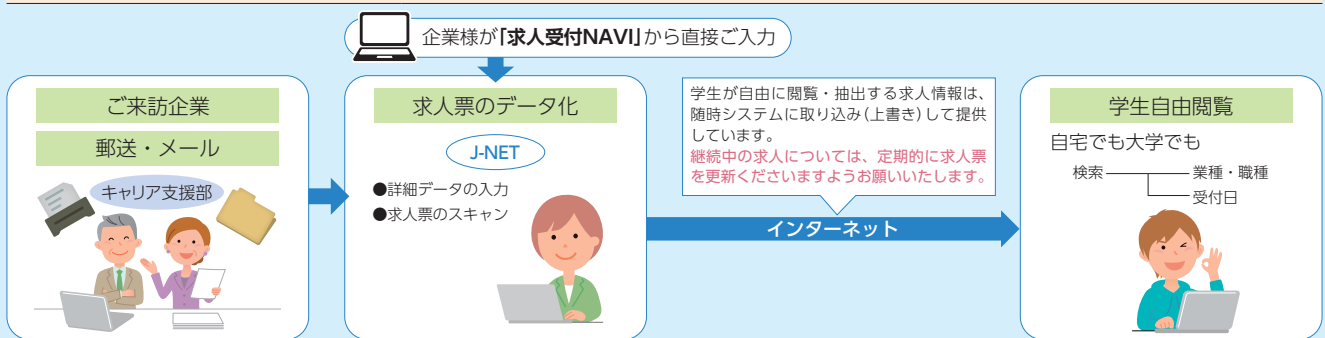 企業様が「求人受付NAVI」から直接ご入力
ご来訪企業
郵送・メール
キャリア支援部
求人票のデータ化
J-NET
●詳細データの入力
●求人票のスキャン
学生が自由に閲覧・抽出する求人情報は、
随時システムに取り込み(上書き)して提供
しています。
継続中の求人については、定期的に求人票
を更新くださいますようお願いいたします。
インターネット
学生自由閲覧
自宅でも大学でも
検索 業種・職種
受付日